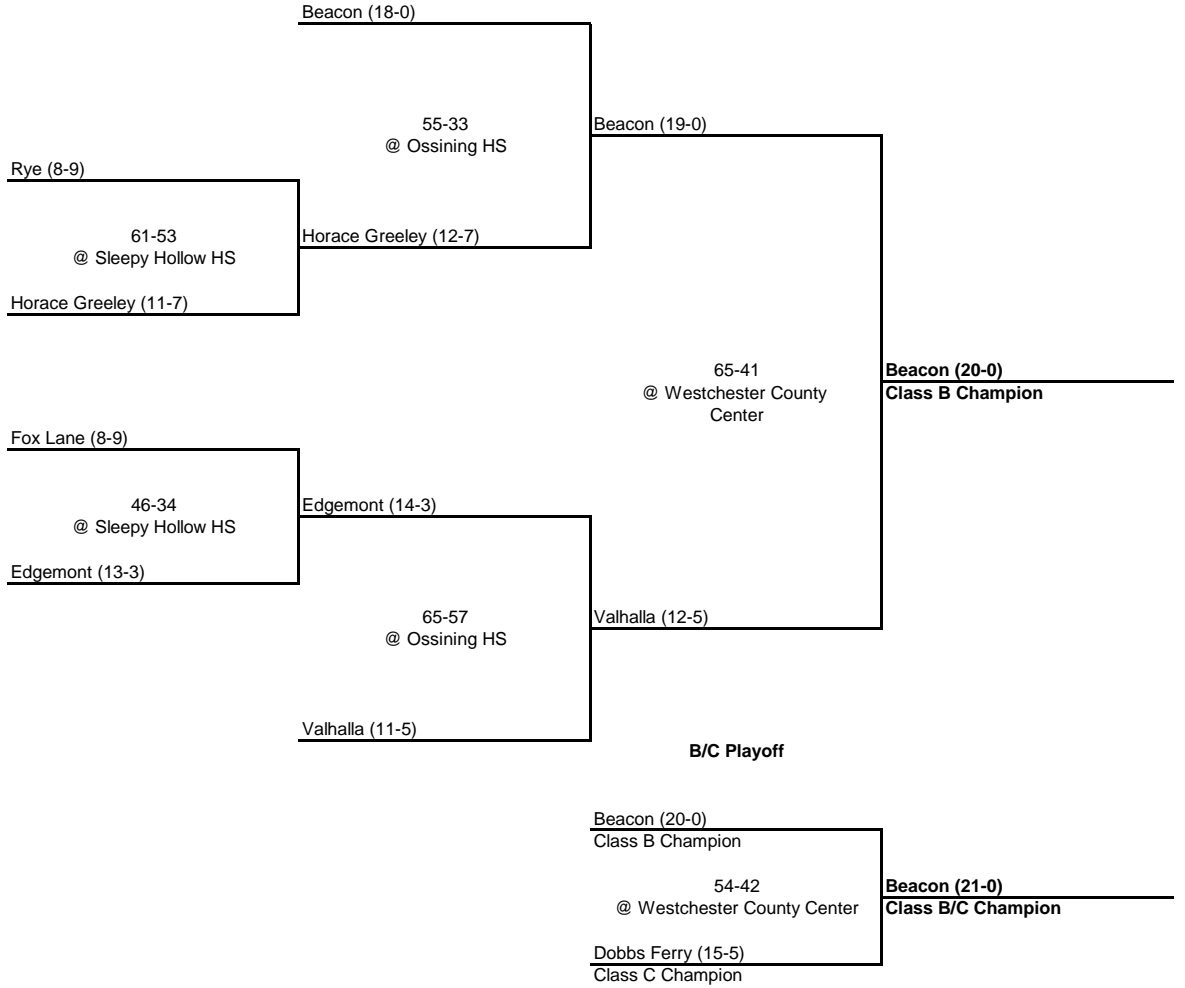 Beacon (18-0)
55-33
@ Ossining HS
Beacon (19-0)
Rye (8-9)
61-53
@ Sleepy Hollow HS
Horace Greeley (12-7)
Horace Greeley (11-7)
65-41
@ Westchester County
Center
Beacon (20-0)
Class B Champion
Fox Lane (8-9)
46-34
@ Sleepy Hollow HS
Edgemont (14-3)
Edgemont (13-3)
65-57
@ Ossining HS
Valhalla (12-5)
Valhalla (11-5)
B/C Playoff
Beacon (20-0)
Class B Champion
54-42
@ Westchester County Center
Beacon (21-0)
Class B/C Champion
Dobbs Ferry (15-5)
Class C Champion